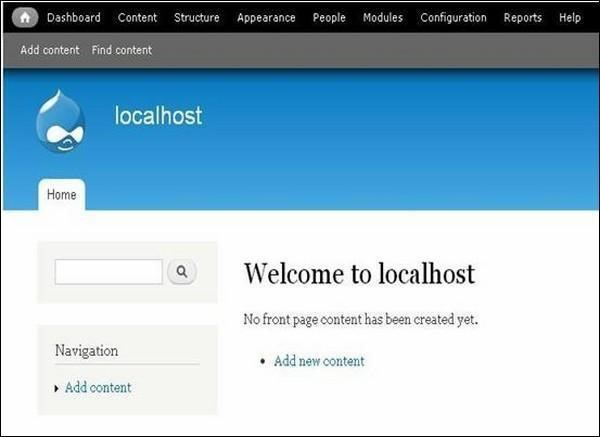 Dashboard Content Structure Appearance People Modules Configuration Reports Help
Add content Find content
localhost
Home
Welcome to localhost
No front page content has been created yet.
Navigation
Add new content
Add content